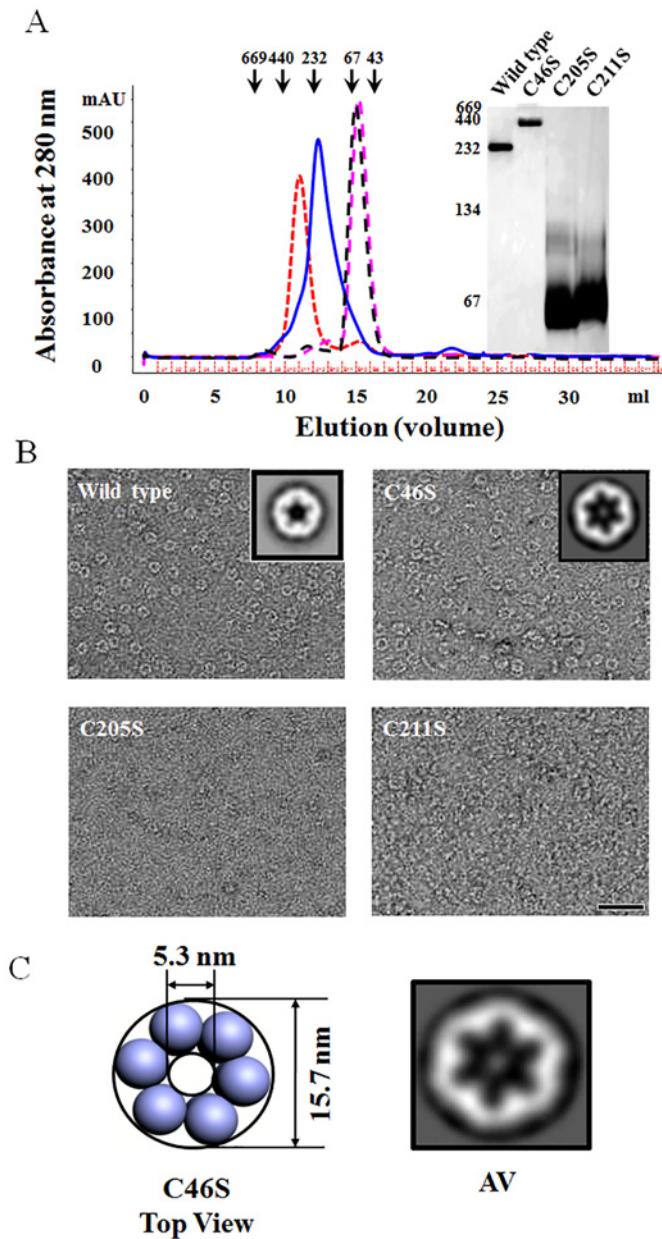 A
669 440 232 67 43
mAU
500
400
300
200
100
0
Absorbance at 280 nm
0 5 10 15 20 25 30 ml
Elution (volume)
Wild type
C46S
C205S
C211S
669
440
232
134
67
B
Wild type
C46S
C205S
C211S
C
5.3 nm
15.7 nm
C46S
Top View
AV